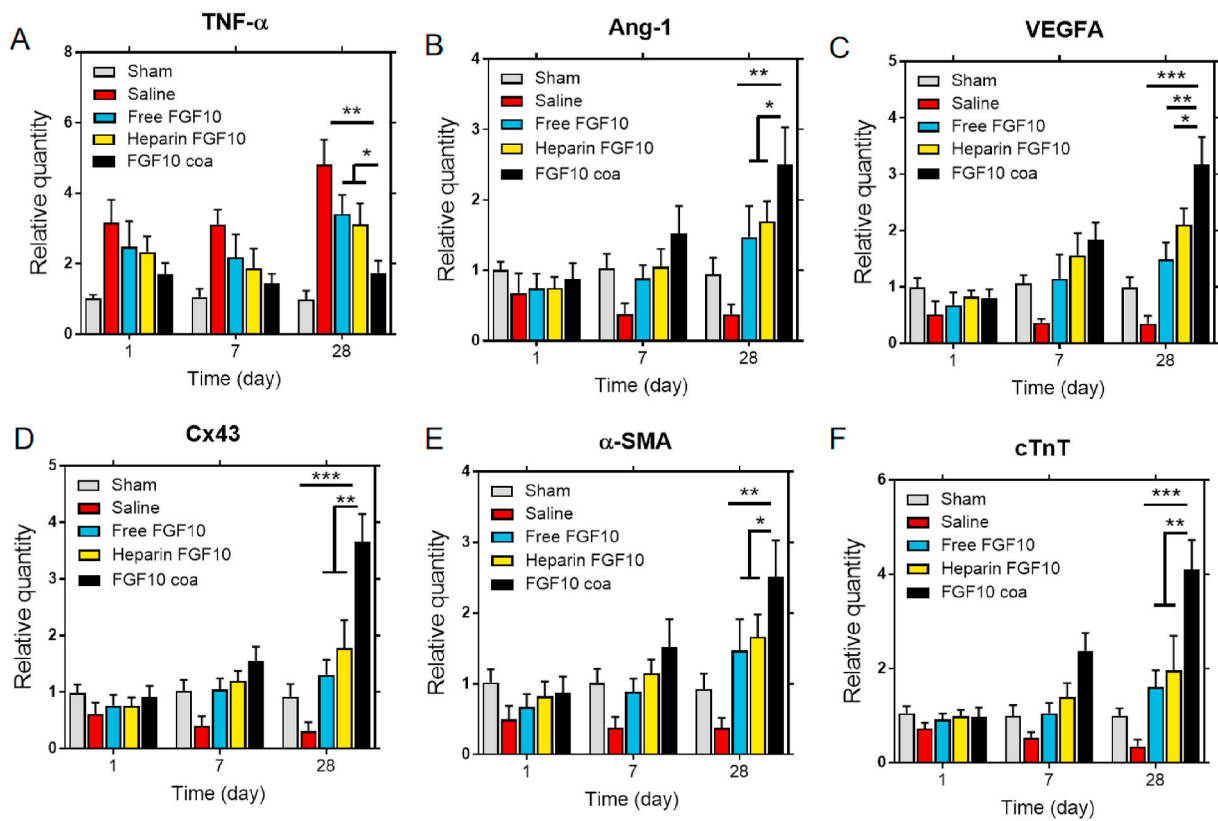 A
TNF-α
Relative quantity
8
6
4
2
0
Sham
Saline
Free FGF10
Heparin FGF10
FGF10 coa
**
*
1
7
28
Time (day)
B
Ang-1
Relative quantity
4
3
2
1
0
Sham
Saline
Free FGF10
Heparin FGF10
FGF10 coa
**
*
1
7
28
Time (day)
C
VEGFA
Relative quantity
5
4
3
2
1
0
Sham
Saline
Free FGF10
Heparin FGF10
FGF10 coa
***
**
*
1
7
28
Time (day)
D
Cx43
Relative quantity
5
4
3
2
1
0
Sham
Saline
Free FGF10
Heparin FGF10
FGF10 coa
***
**
1
7
28
Time (day)
E
α-SMA
Relative quantity
4
3
2
1
0
Sham
Saline
Free FGF10
Heparin FGF10
FGF10 coa
**
*
1
7
28
Time (day)
F
cTnT
Relative quantity
6
4
2
0
Sham
Saline
Free FGF10
Heparin FGF10
FGF10 coa
***
**
1
7
28
Time (day)